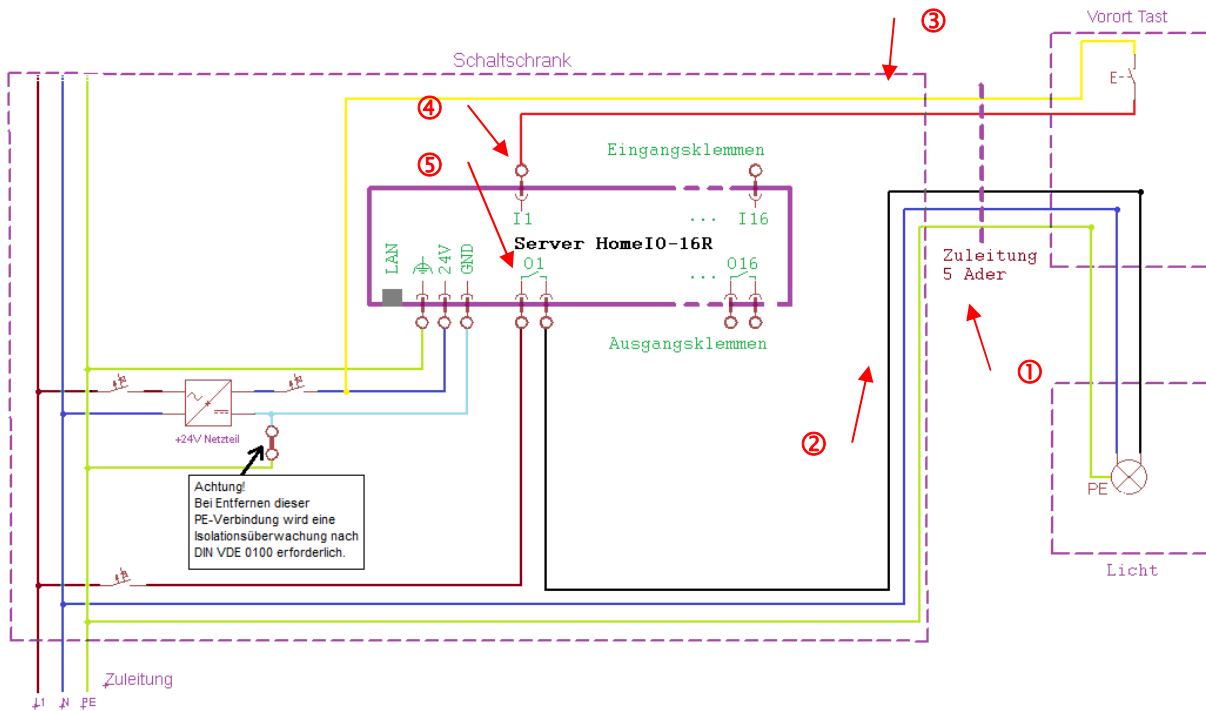 ③
Vorort Tast
Schaltschrank
④
E
⑤
Eingangsklemmen
I1
... I16
Server HomeIO-16R
LAN
24V
GND
O1
... O16
Zuleitung
5 Ader
Ausgangsklemmen
①
②
+24V Netzteil
PE
Achtung!
Bei Entfernen dieser
PE-Verbindung wird eine
Isolationsüberwachung nach
DIN VDE 0100 erforderlich.
Licht
Zuleitung
L1 N PE